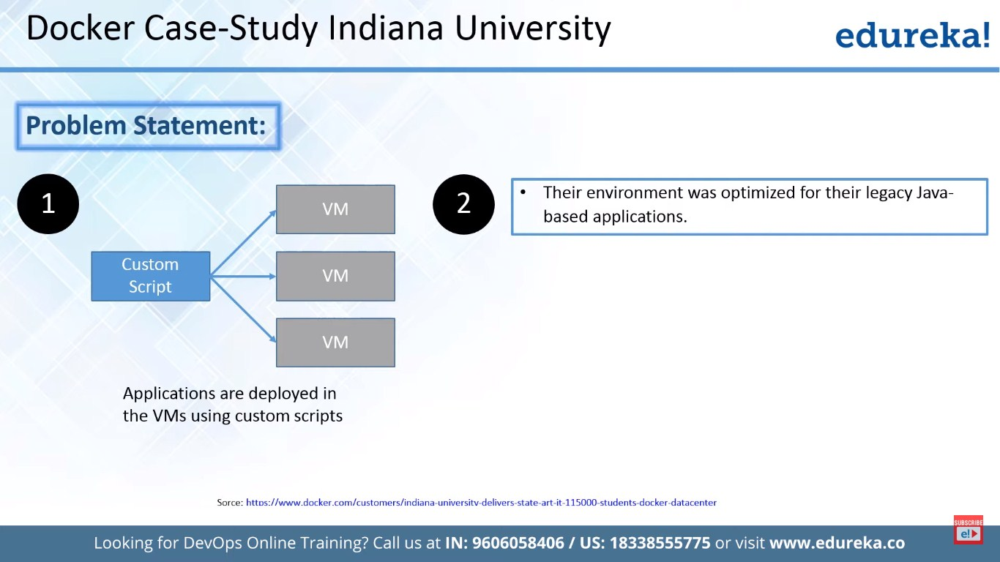 Docker Case-Study Indiana University
edureka!
Problem Statement:
1
Custom
Script
VM
VM
VM
Applications are deployed in
the VMs using custom scripts
2
• Their environment was optimized for their legacy Java-
based applications.
Sorce: https://www.docker.com/customers/indiana-university-delivers-state-art-it-115000-students-docker-datacenter
SUBSCRIBE
e!
Looking for DevOps Online Training? Call us at IN: 9606058406 / US: 18338555775 or visit www.edureka.co